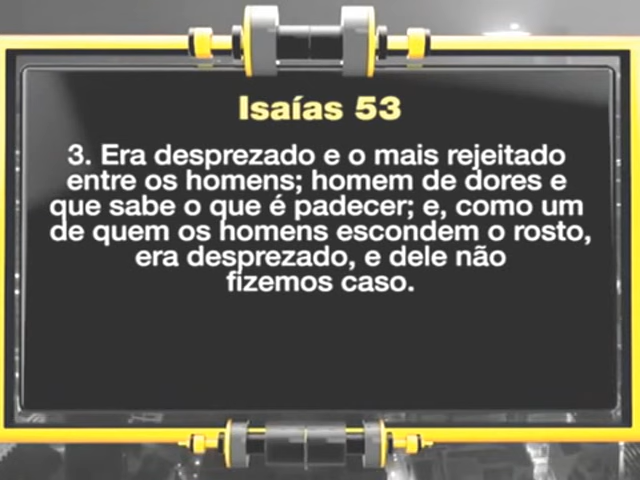 Isaías 53
3. Era desprezado e o mais rejeitado
entre os homens; homem de dores e
que sabe o que é padecer; e, como um
de quem os homens escondem o rosto,
era desprezado, e dele não
fizemos caso.